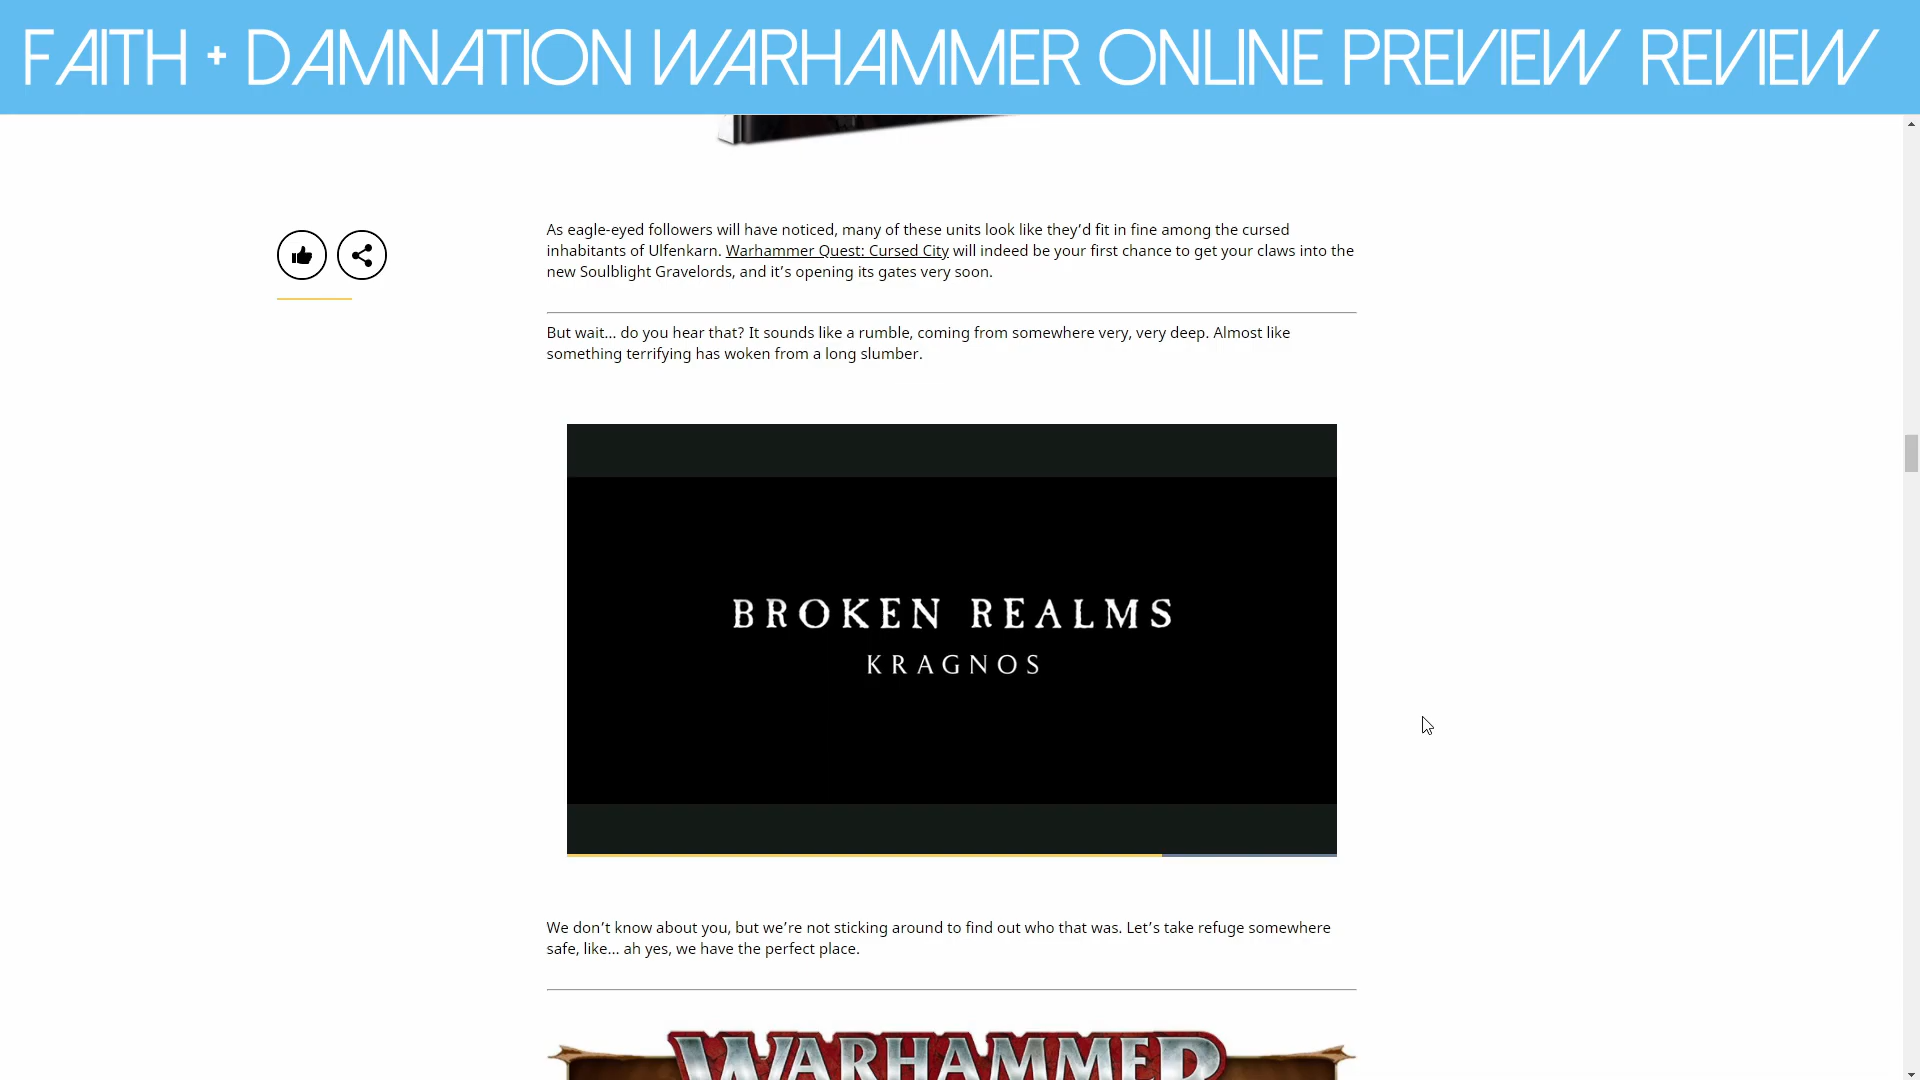 FAITH + DAMNATION WARHAMMER ONLINE PREVIEW REVIEW
As eagle-eyed followers will have noticed, many of these units look like they’d fit in fine among the cursed
inhabitants of Ulfenkarn. Warhammer Quest: Cursed City will indeed be your first chance to get your claws into the
new Soulblight Gravelords, and it’s opening its gates very soon.
But wait… do you hear that? It sounds like a rumble, coming from somewhere very, very deep. Almost like
something terrifying has woken from a long slumber.
BROKEN REALMS
KRAGNOS
We don’t know about you, but we’re not sticking around to find out who that was. Let’s take refuge somewhere
safe, like… ah yes, we have the perfect place.
WARHAMMER